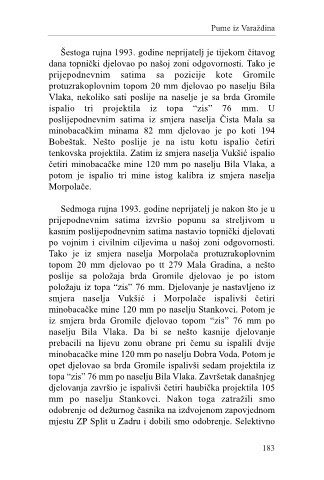 Pume iz Varaždina
Šestoga rujna 1993. godine neprijatelj je tijekom čitavog
dana topnički djelovao po našoj zoni odgovornosti. Tako je
prijepodnevnim satima sa pozicije kote Gromile
protuzrakoplovnim topom 20 mm djelovao po naselju Bila
Vlaka, nekoliko sati poslije na naselje je sa brda Gromile
ispalio tri projektila iz topa “zis” 76 mm. U
poslijepodnevnim satima iz smjera naselja Čista Mala sa
minobacačkim minama 82 mm djelovao je po koti 194
Bobeštak. Nešto poslije je na istu kotu ispalio četiri
tenkovska projektila. Zatim iz smjera naselja Vukšić ispalio
četiri minobacačke mine 120 mm po naselju Bila Vlaka, a
potom je ispalio tri mine istog kalibra iz smjera naselja
Morpolače.
Sedmoga rujna 1993. godine neprijatelj je nakon što je u
prijepodnevnim satima izvršio popunu sa streljivom u
kasnim poslijepodnevnim satima nastavio topnički djelovati
po vojnim i civilnim ciljevima u našoj zoni odgovornosti.
Tako je iz smjera naselja Morpolača protuzrakoplovnim
topom 20 mm djelovao po tt 279 Mala Gradina, a nešto
poslije sa položaja brda Gromile djelovao je po istom
položaju iz topa “zis” 76 mm. Djelovanje je nastavljeno iz
smjera naselja Vukšić i Morpolače ispalivši četiri
minobacačke mine 120 mm po naselju Stankovci. Potom je
iz smjera brda Gromile djelovao topom “zis” 76 mm po
naselju Bila Vlaka. Da bi se nešto kasnije djelovanje
prebacili na lijevu zonu obrane pri čemu su ispalili dvije
minobacačke mine 120 mm po naselju Dobra Voda. Potom je
opet djelovao sa brda Gromile ispalivši sedam projektila iz
topa “zis” 76 mm po naselju Bila Vlaka. Završetak današnjeg
djelovanja završio je ispalivši četiri haubička projektila 105
mm po naselju Stankovci. Nakon toga zatražili smo
odobrenje od dežurnog časnika na izdvojenom zapovjednom
mjestu ZP Split u Zadru i dobili smo odobrenje. Selektivno
183